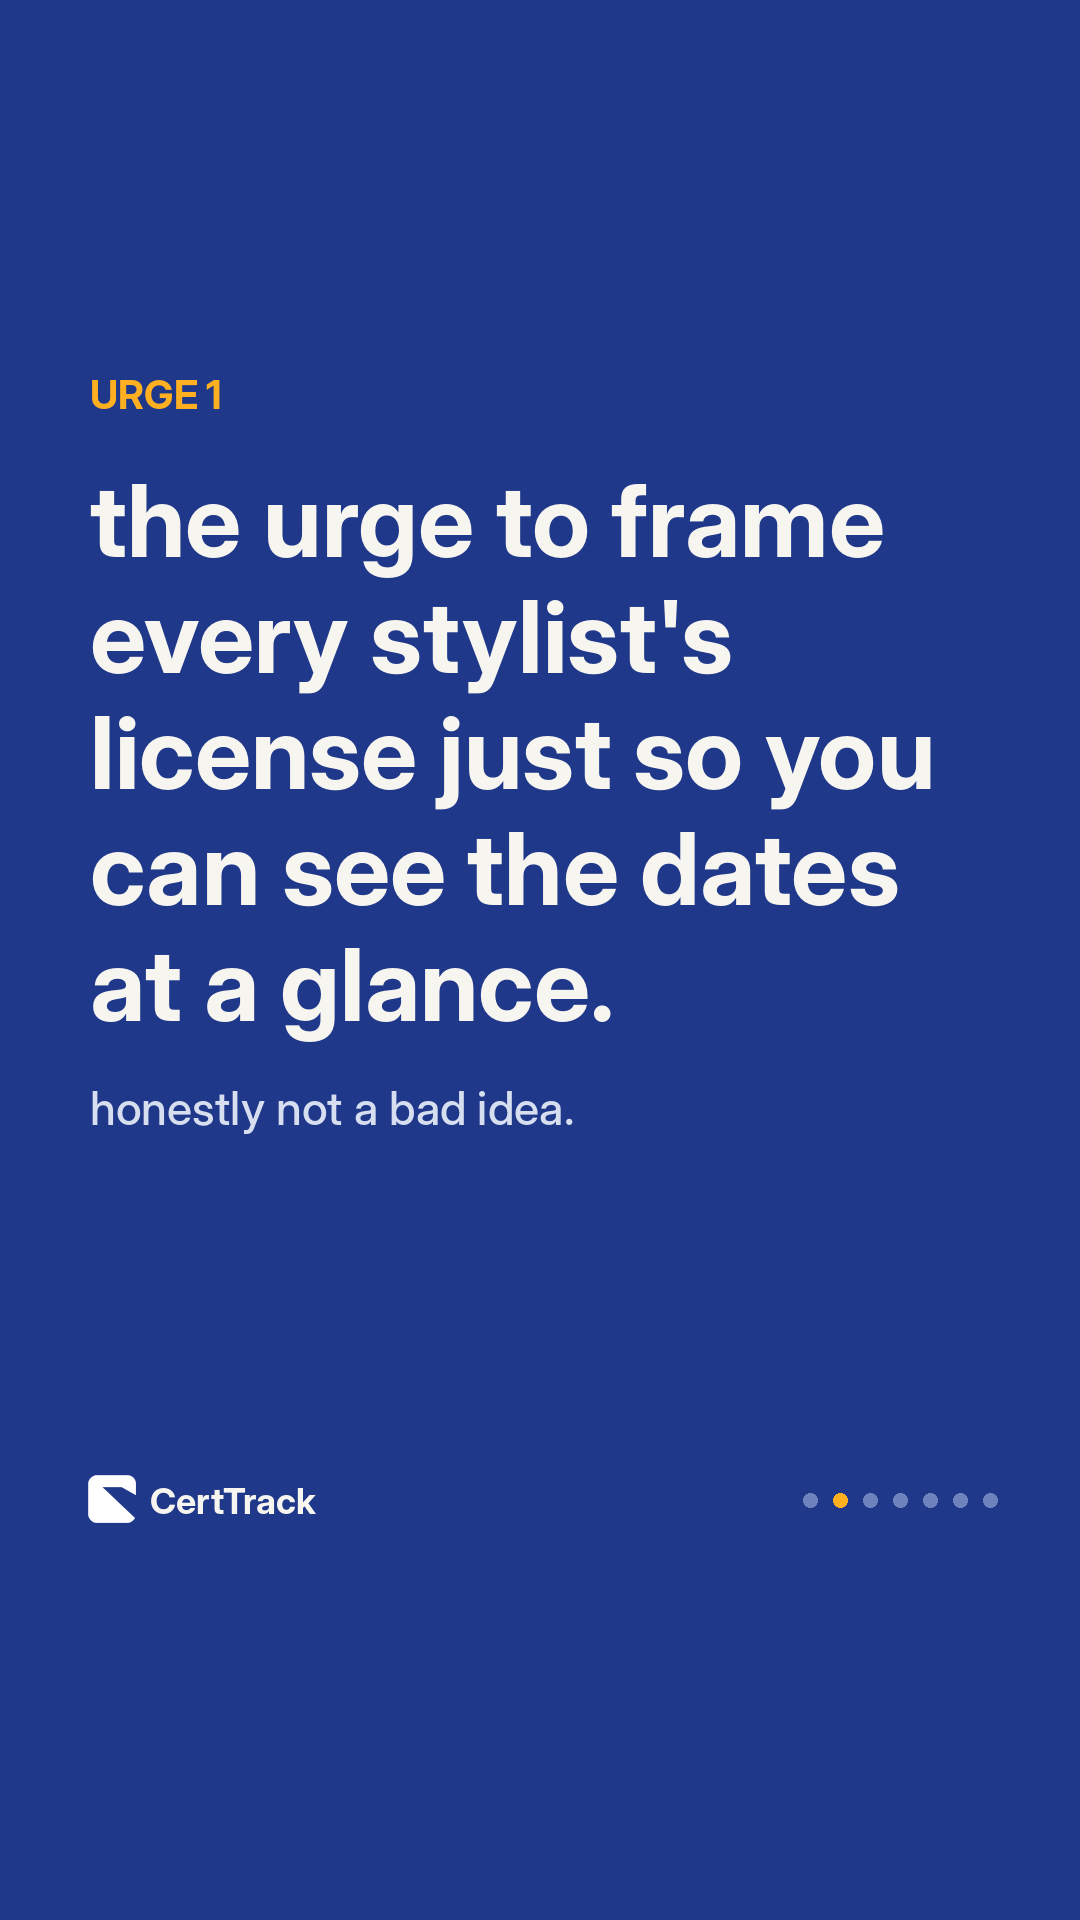 URGE 1
the urge to frame
every stylist's
license just so you
can see the dates
at a glance.
honestly not a bad idea.
CertTrack